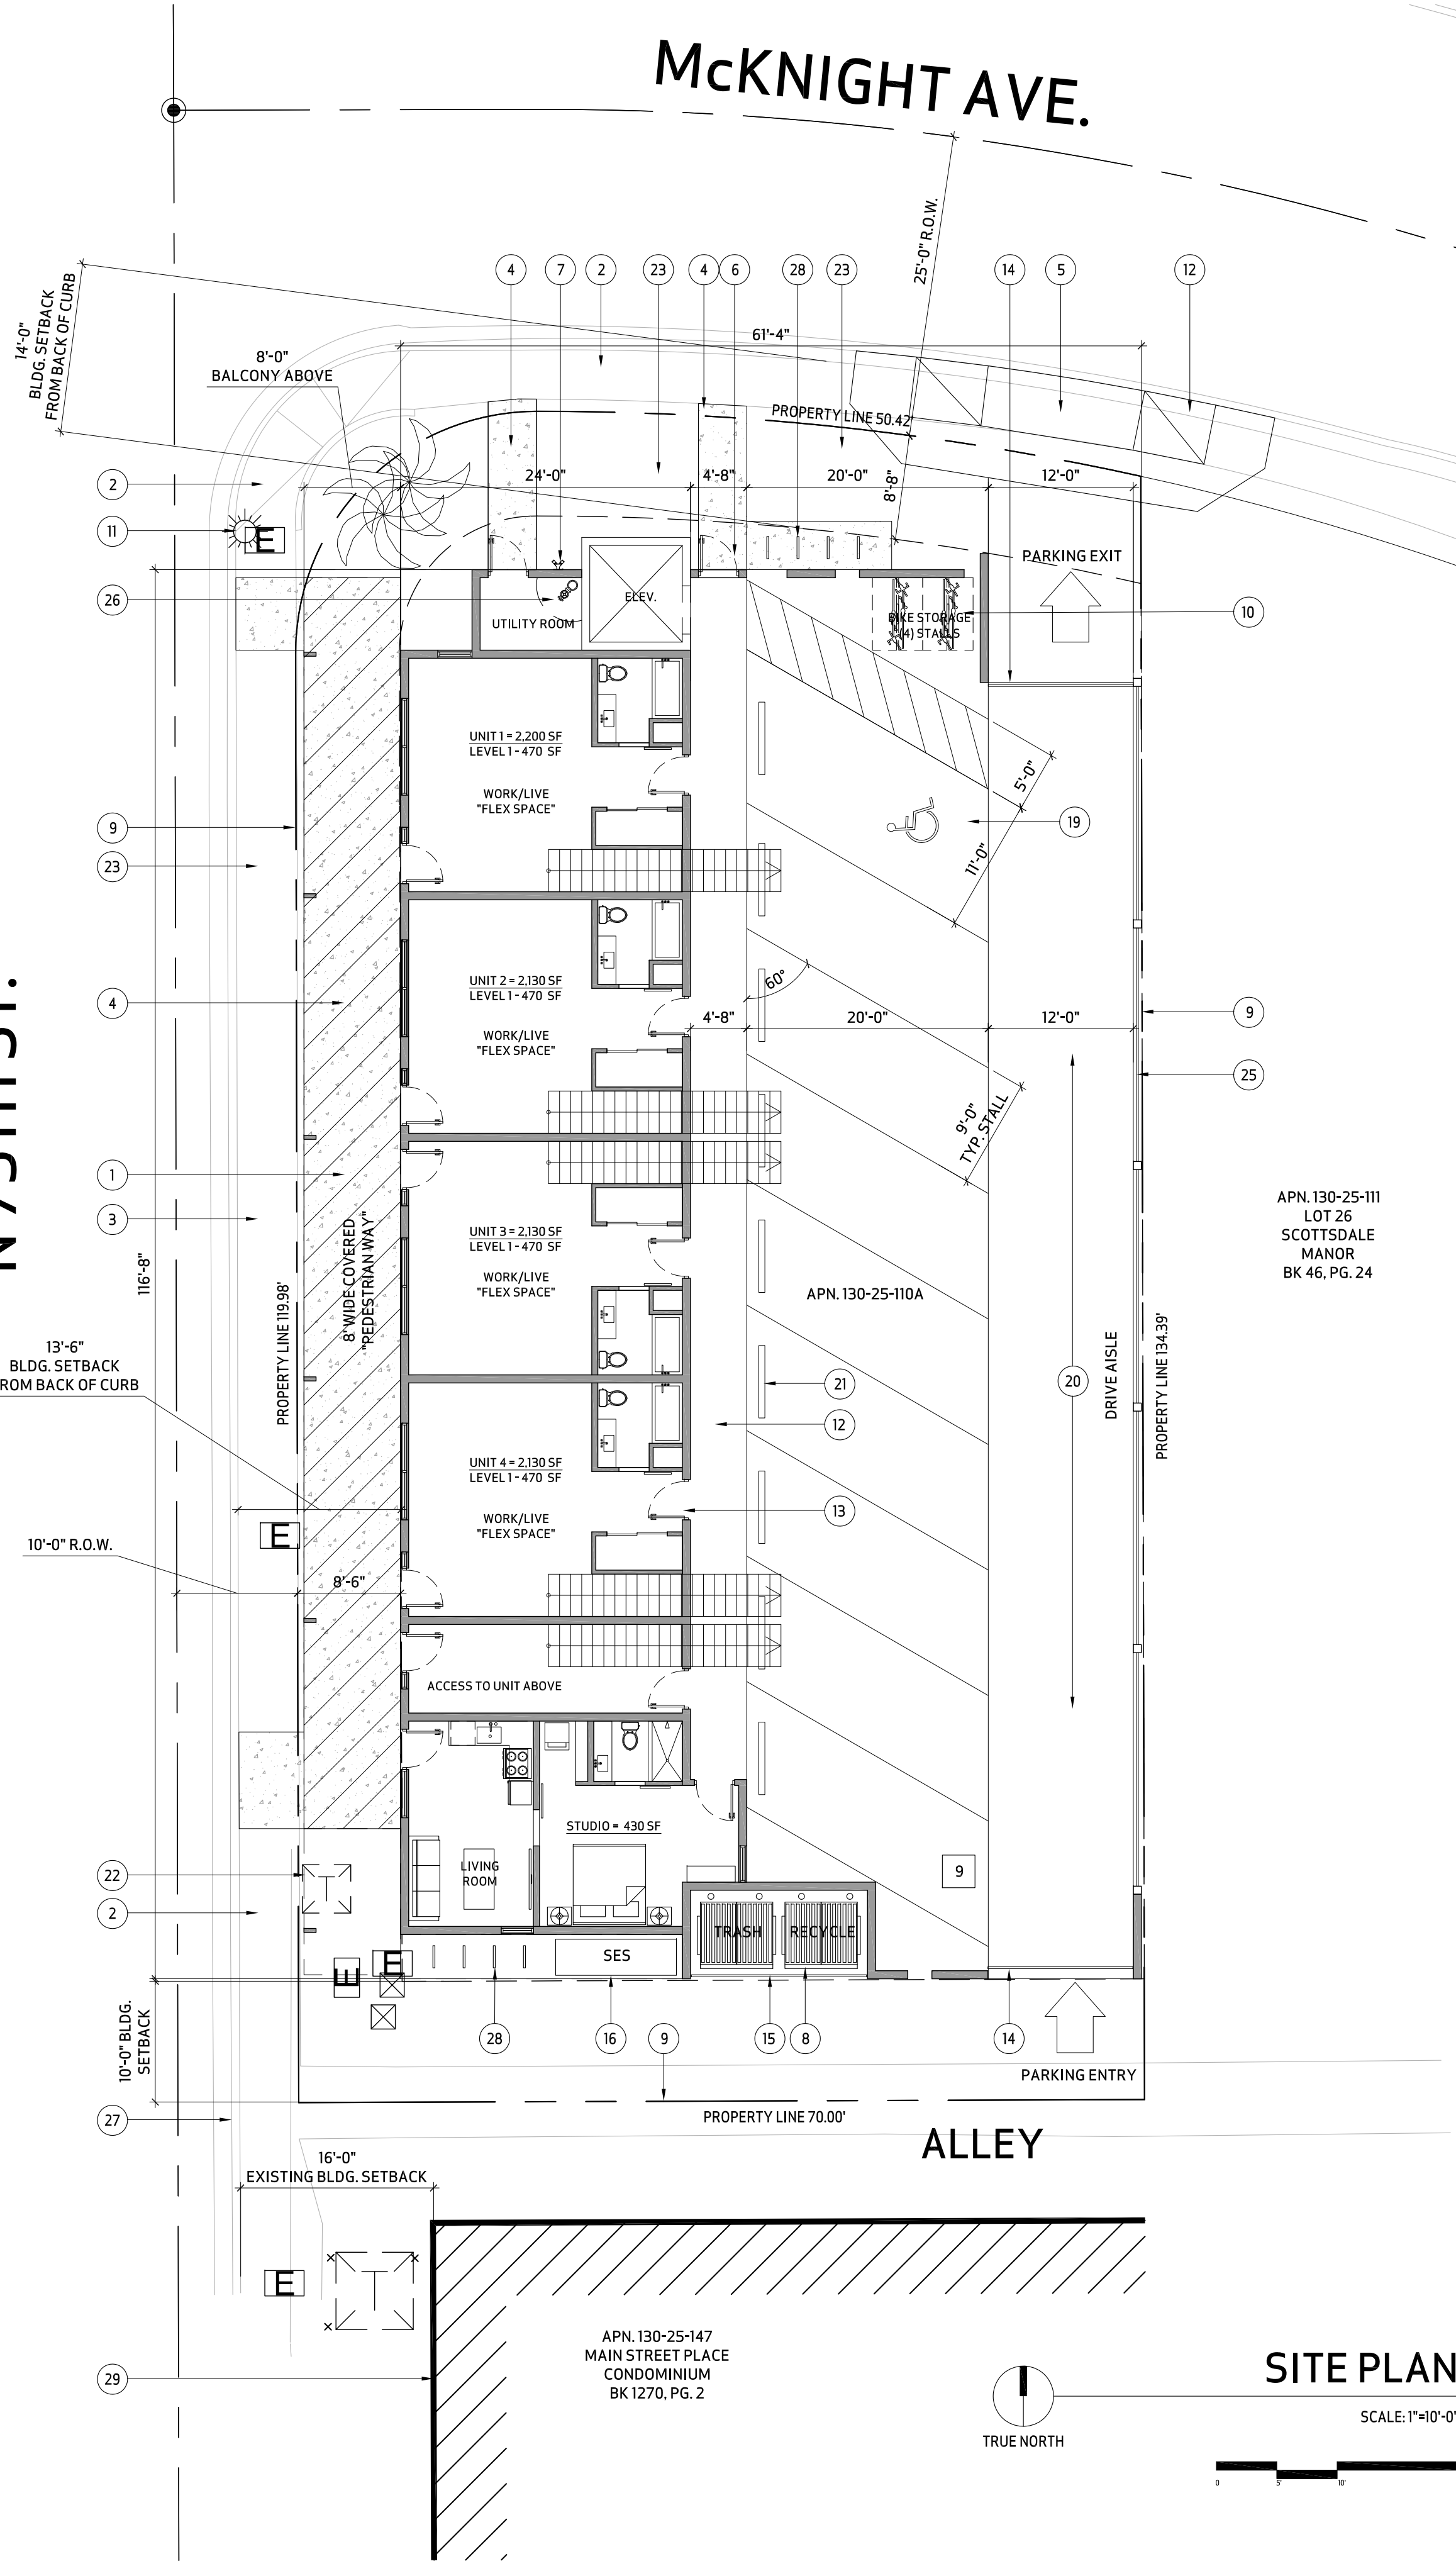 McKNIGHT AVE.
25'-0" R.O.W.
14'-0"
BLDG. SETBACK
FROM BACK OF CURB
4
7
2
23
4
6
28
23
14
5
12
61'-4"
8'-0"
BALCONY ABOVE
PROPERTY LINE 50.42'
24'-0"
4'-8"
20'-0"
8'-8"
12'-0"
2
11
E
PARKING EXIT
26
ELEV.
UTILITY ROOM
BIKE STORAGE
(4) STALLS
10
UNIT 1 = 2,200 SF
LEVEL 1 - 470 SF
WORK/LIVE
"FLEX SPACE"
5'-0"
11'-0"
19
9
23
UNIT 2 = 2,130 SF
LEVEL 1 - 470 SF
WORK/LIVE
"FLEX SPACE"
60°
4'-8"
20'-0"
12'-0"
4
9
25
9'-0"
TYP. STALL
1
3
116'-8"
PROPERTY LINE 119.98'
8' WIDE COVERED
"PEDESTRIAN WAY"
UNIT 3 = 2,130 SF
LEVEL 1 - 470 SF
WORK/LIVE
"FLEX SPACE"
APN. 130-25-110A
APN. 130-25-111
LOT 26
SCOTTSDALE
MANOR
BK 46, PG. 24
13'-6"
BLDG. SETBACK
ROM BACK OF CURB
DRIVE AISLE
PROPERTY LINE 134.39'
21
20
12
UNIT 4 = 2,130 SF
LEVEL 1 - 470 SF
WORK/LIVE
"FLEX SPACE"
13
10'-0" R.O.W.
E
8'-6"
ACCESS TO UNIT ABOVE
STUDIO = 430 SF
LIVING
ROOM
9
22
2
TRASH
RECYCLE
SES
E
E
10'-0" BLDG.
SETBACK
28
16
9
15
8
14
PARKING ENTRY
27
PROPERTY LINE 70.00'
ALLEY
16'-0"
EXISTING BLDG. SETBACK
E
29
APN. 130-25-147
MAIN STREET PLACE
CONDOMINIUM
BK 1270, PG. 2
TRUE NORTH
SITE PLAN
SCALE: 1"=10'-0"
0
5'
10'